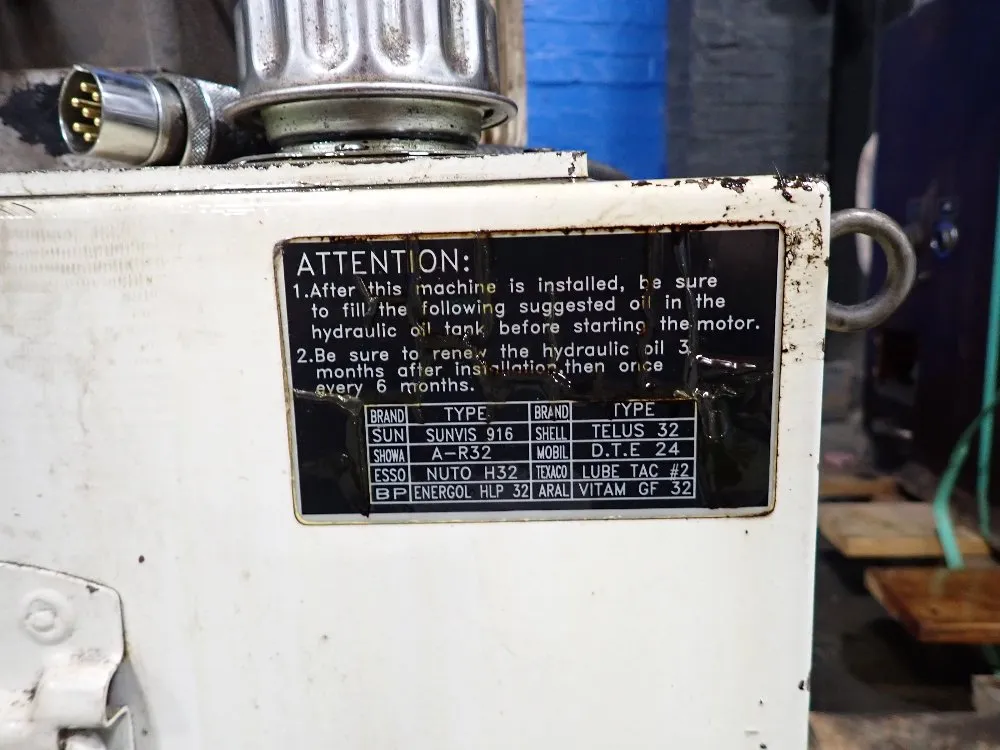 ATTENTION:
1.After this machine is installed, be sure
to fill the following suggested oil in the
hydraulic oil tank before starting the motor.
2.Be sure to renew the hydraulic oil 3
months after installation,then once
every 6 months.
BRAND TYPE BRAND TYPE
SUN SUNVIS 916 SHELL TELUS 32
SHOWA A-R32 MOBIL D.T.E 24
ESSO NUTO H32 TEXACO LUBE TAC #2
BP ENERGOL HLP 32 ARAL VITAM GF 32